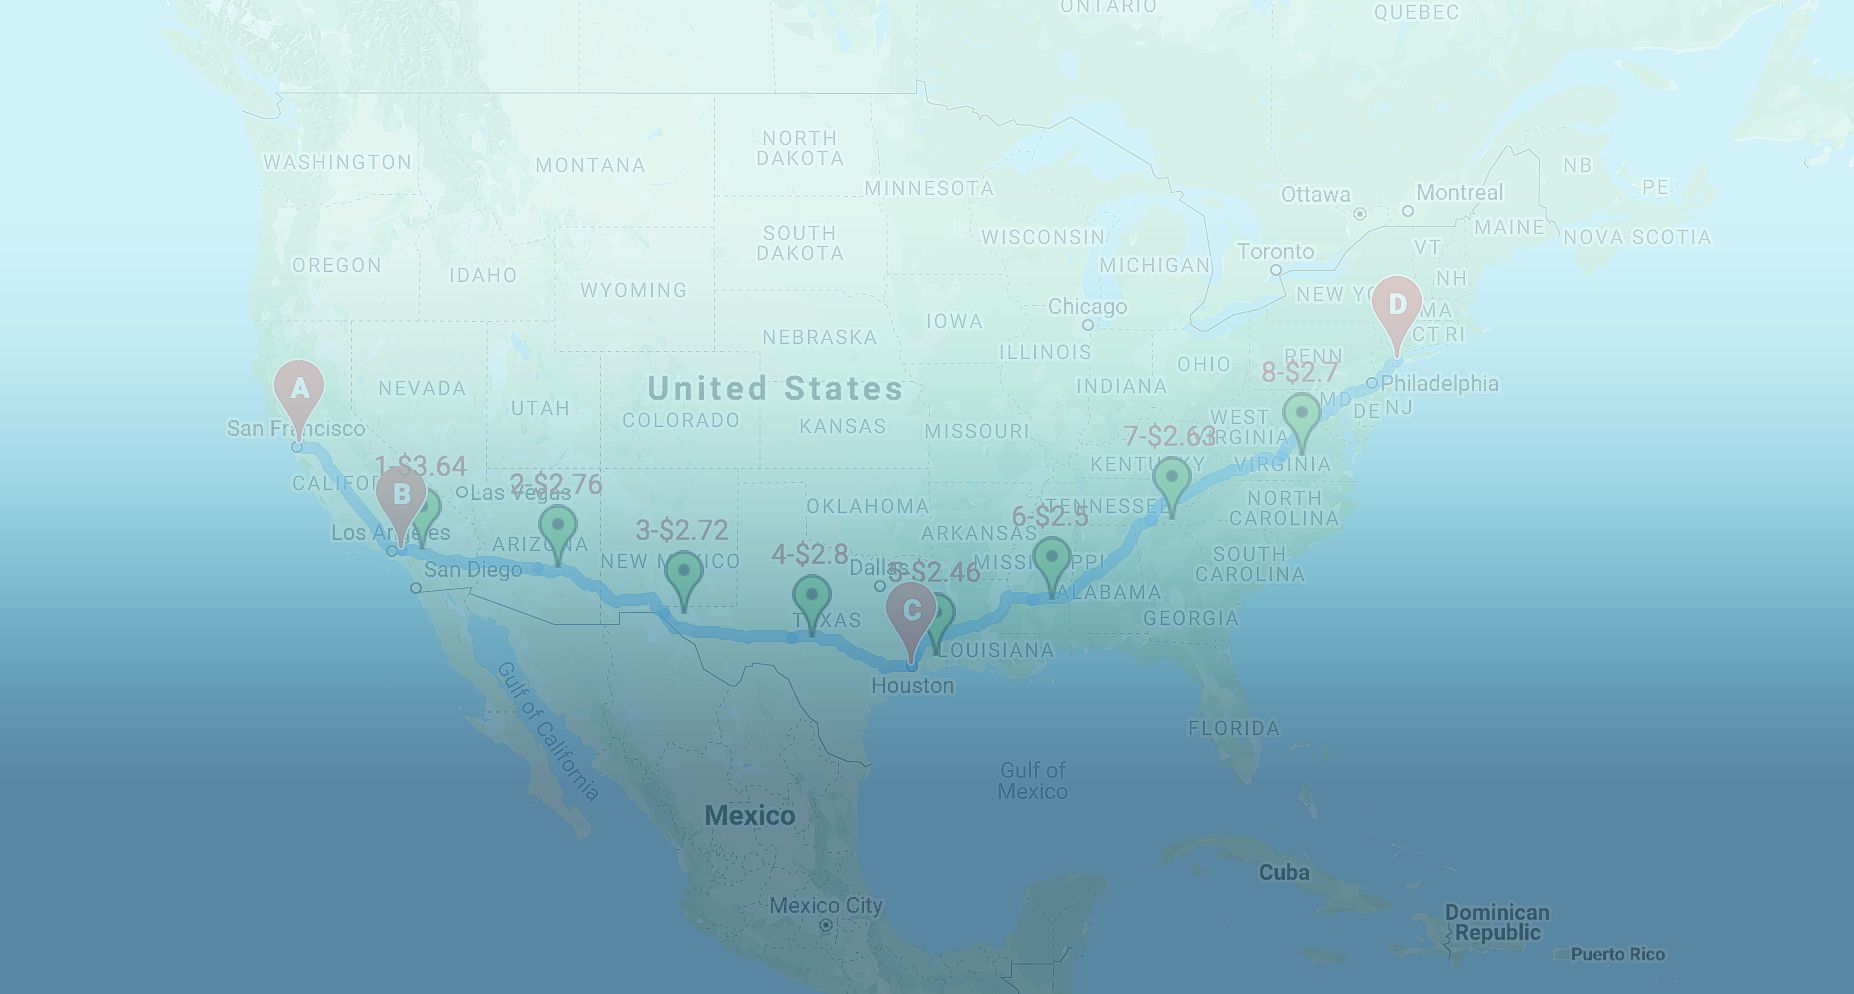 ONTARIO
QUEBEC
NORTH
DAKOTA
WASHINGTON
MONTANA
NB
MINNESOTA
PE
Ottawa
Montreal
MAINE
SOUTH
DAKOTA
WISCONSIN
NOVA SCOTIA
VT
Toronto
OREGON
IDAHO
MICHIGAN
NH
WYOMING
NEW YO
D
Chicago
MA
IOWA
CT RI
NEBRASKA
ILLINOIS
PENN
OHIO
8-$2.7
A
NEVADA
United States
INDIANA
Philadelphia
UTAH
MD
DE
NJ
COLORADO
KANSAS
MISSOURI
WEST
VIRGINIA
San Francisco
7-$2.63
1-$3.64
KENTUCKY
VIRGINIA
CALIFOR
B
Las Vegas
2-$2.76
OKLAHOMA
TENNESSEE
NORTH
CAROLINA
6-$2.5
Los Angeles
3-$2.72
ARKANSAS
ARIZONA
4-$2.8
NEW MEXICO
Dallas
5-$2.46
MISSISSIPPI
SOUTH
CAROLINA
San Diego
ALABAMA
C
TEXAS
GEORGIA
LOUISIANA
Houston
Gulf of California
FLORIDA
Gulf of
Mexico
Mexico
Cuba
Mexico City
Dominican
Republic
Puerto Rico